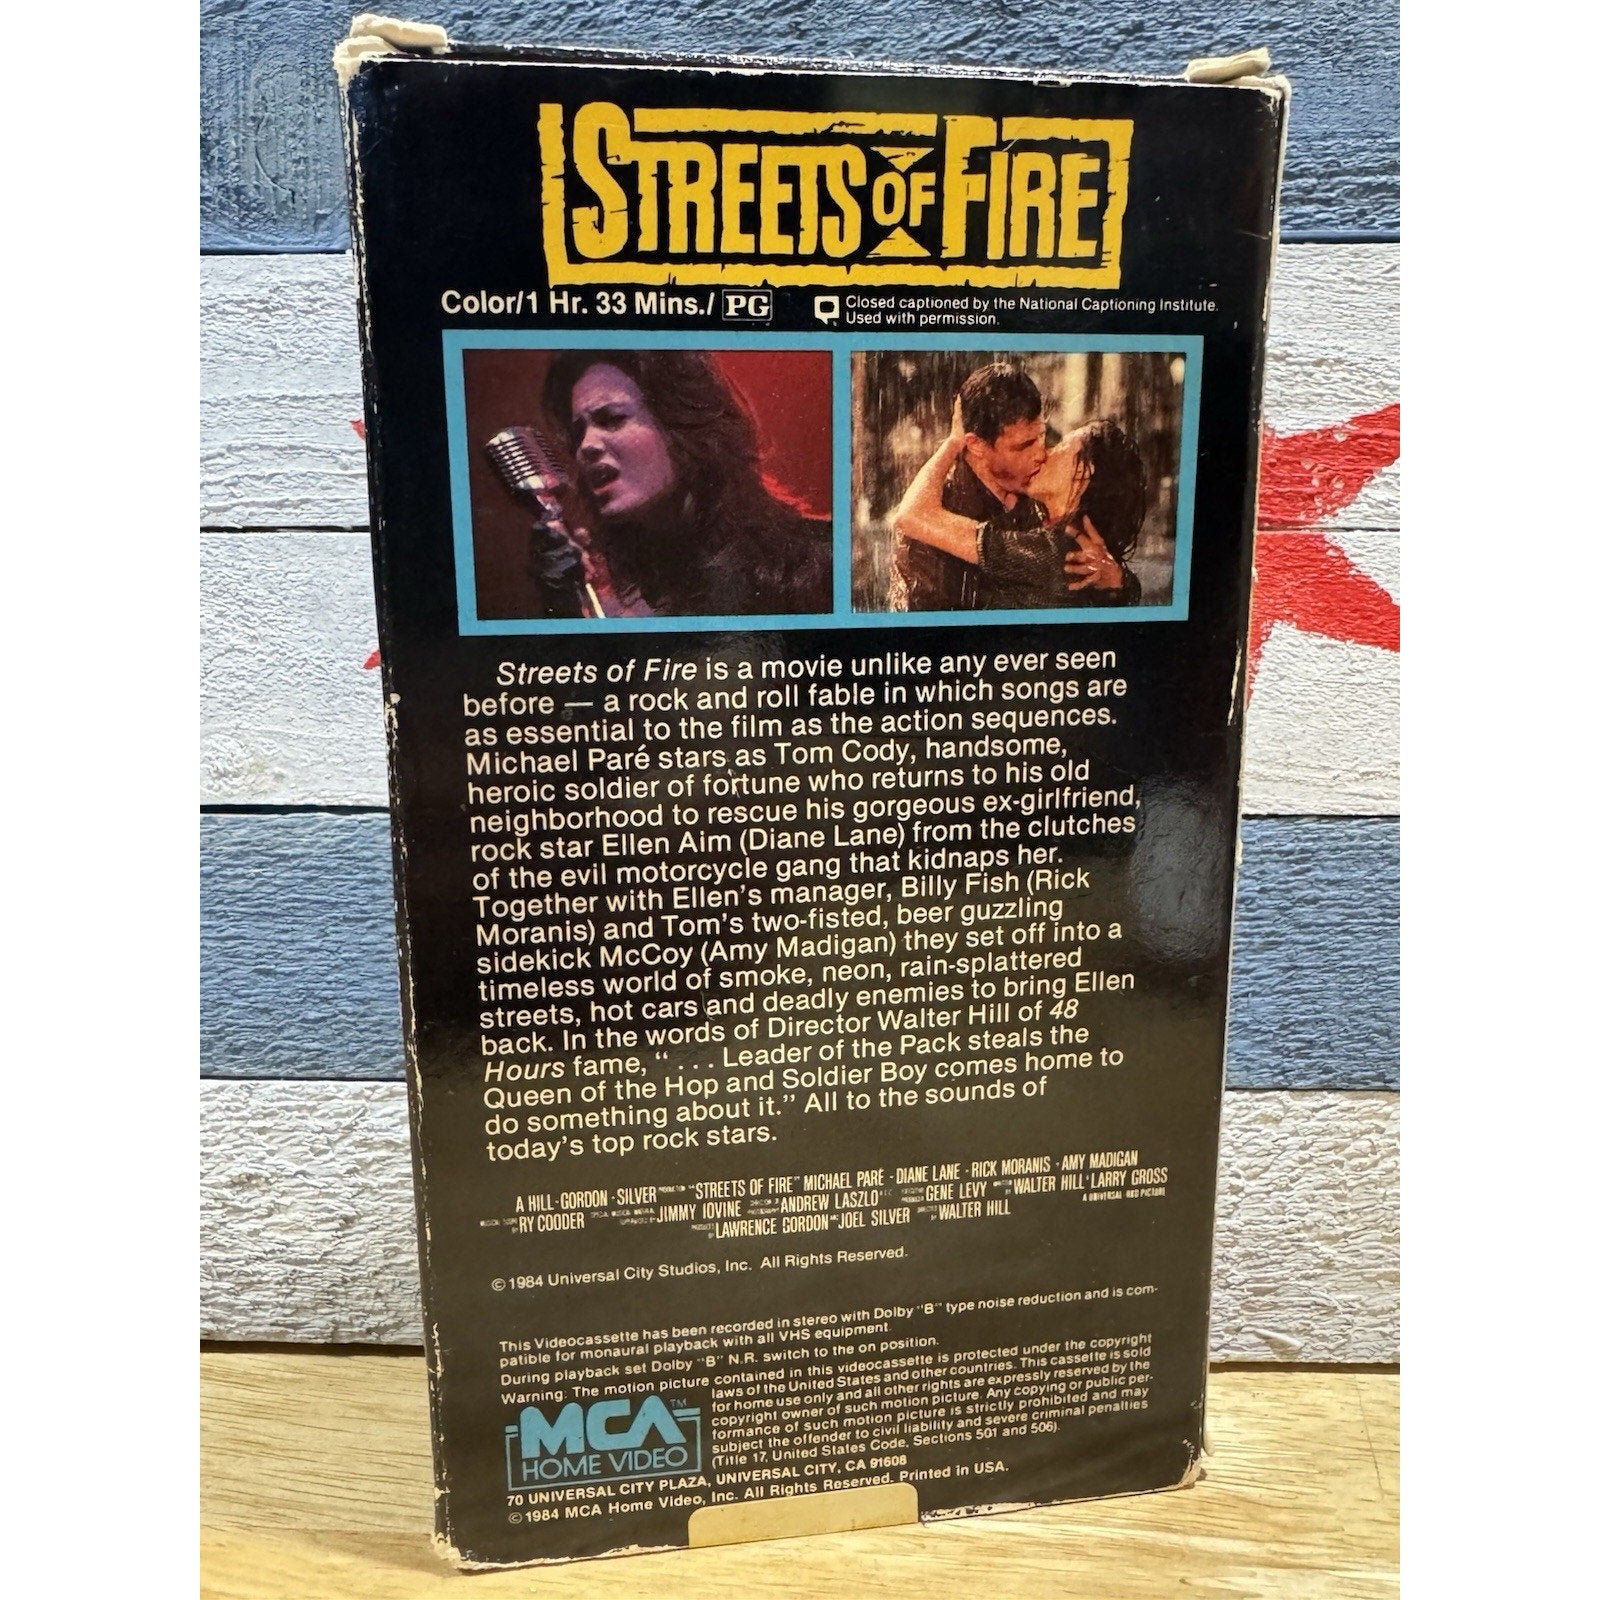 STREETS OF FIRE
Color/1 Hr. 33 Mins./ PG
Closed captioned by the National Captioning Institute.
Used with permission.
Streets of Fire is a movie unlike any ever seen
before — a rock and roll fable in which songs are
as essential to the film as the action sequences.
Michael Paré stars as Tom Cody, handsome,
heroic soldier of fortune who returns to his old
neighborhood to rescue his gorgeous ex-girlfriend,
rock star Ellen Aim (Diane Lane) from the clutches
of the evil motorcycle gang that kidnaps her.
Together with Ellen's manager, Billy Fish (Rick
Moranis) and Tom's two-fisted, beer guzzling
sidekick McCoy (Amy Madigan) they set off into a
timeless world of smoke, neon, rain-splattered
streets, hot cars and deadly enemies to bring Ellen
back. In the words of Director Walter Hill of 48
Hours fame, " . . . Leader of the Pack steals the
Queen of the Hop and Soldier Boy comes home to
do something about it." All to the sounds of
today's top rock stars.
A HILL-GORDON-SILVER "STREETS OF FIRE" MICHAEL PARÉ - DIANE LANE - RICK MORANIS - AMY MADIGAN
RY COODER JIMMY IOVINE ANDREW LASZLO GENE LEVY WALTER HILL LARRY GROSS
LAWRENCE GORDON JOEL SILVER WALTER HILL A UNIVERSAL PICTURE
© 1984 Universal City Studios, Inc. All Rights Reserved.
This Videocassette has been recorded in stereo with Dolby "B" type noise reduction and is com-
patible for monaural playback with all VHS equipment.
During playback set Dolby "B" N.R. switch to the on position.
Warning: The motion picture contained in this videocassette is protected under the copyright
laws of the United States and other countries. This cassette is sold
for home use only and all other rights are expressly reserved by the
copyright owner of such motion picture. Any copying or public per-
formance of such motion picture is strictly prohibited and may
subject the offender to civil liability and severe criminal penalties
(Title 17, United States Code, Sections 501 and 506).
MCA TM
HOME VIDEO
70 UNIVERSAL CITY PLAZA, UNIVERSAL CITY, CA 91608
© 1984 MCA Home Video, Inc. All Rights Reserved. Printed in USA.